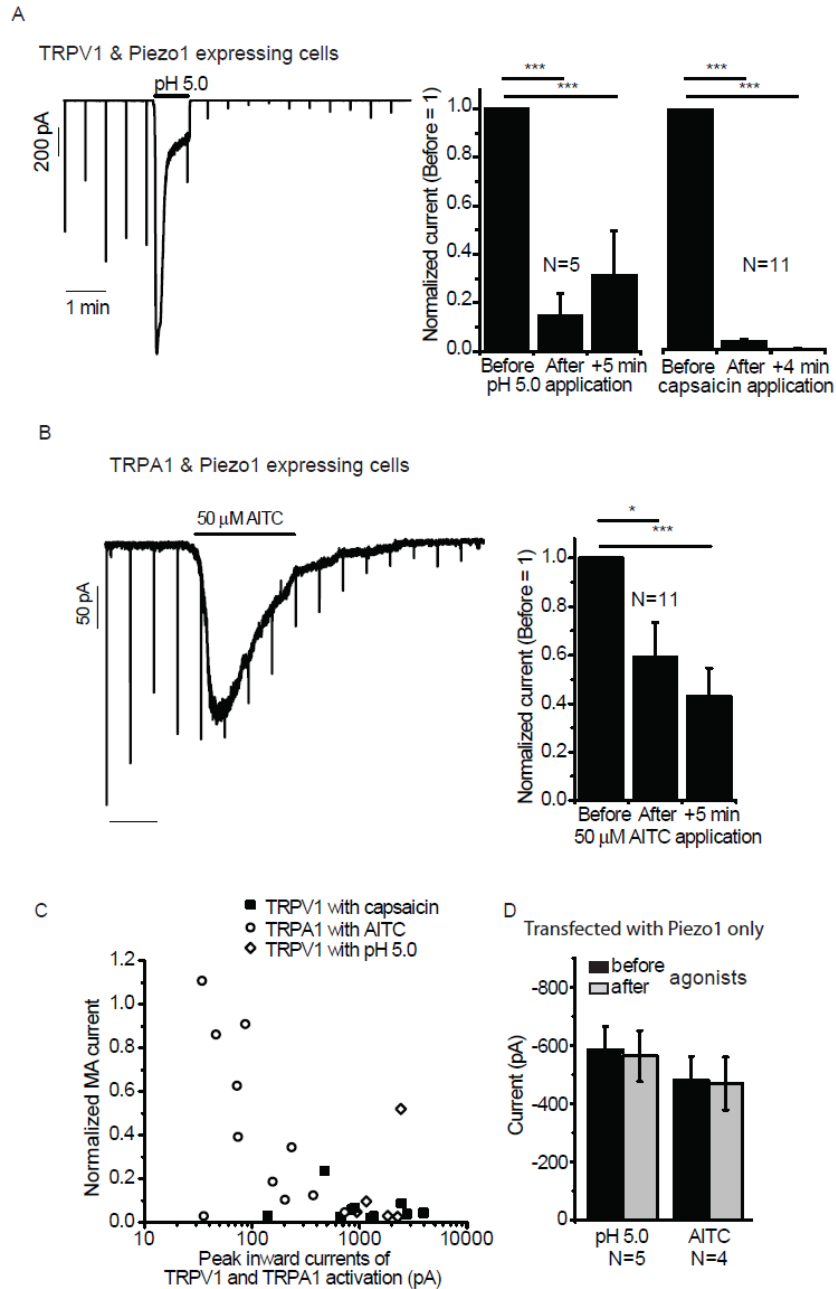 A
TRPV1 & Piezo1 expressing cells
pH 5.0
200 pA
1 min
*** ***
*** ***
Normalized current (Before = 1)
1.0
0.8
0.6
0.4
0.2
0.0
N=5 N=11
Before After +5 min Before After +4 min
pH 5.0 application capsaicin application
B
TRPA1 & Piezo1 expressing cells
50 μM AITC
50 pA
*
***
Normalized current (Before = 1)
1.0
0.8
0.6
0.4
0.2
0.0
N=11
Before After +5 min
50 μM AITC application
C
TRPV1 with capsaicin
TRPA1 with AITC
TRPV1 with pH 5.0
Normalized MA current
1.2
1.0
0.8
0.6
0.4
0.2
0.0
10 100 1000 10000
Peak inward currents of
TRPV1 and TRPA1 activation (pA)
D
Transfected with Piezo1 only
before
after
agonists
Current (pA)
-800
-600
-400
-200
0
pH 5.0 AITC
N=5 N=4